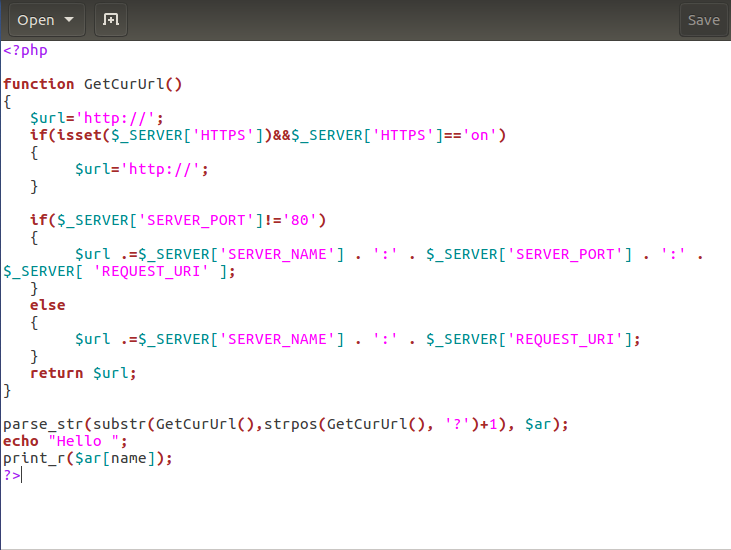 Open
Save
<?php
function GetCurUrl()
{
$url='http://';
if(isset($_SERVER['HTTPS'])&&$_SERVER['HTTPS']=='on')
{
$url='http://';
}
if($_SERVER['SERVER_PORT']!='80')
{
$url .=$_SERVER['SERVER_NAME'] . ':' . $_SERVER['SERVER_PORT'] . ':' .
$_SERVER[ 'REQUEST_URI' ];
}
else
{
$url .=$_SERVER['SERVER_NAME'] . ':' . $_SERVER['REQUEST_URI'];
}
return $url;
}
parse_str(substr(GetCurUrl(),strpos(GetCurUrl(), '?')+1), $ar);
echo "Hello ";
print_r($ar[name]);
?>